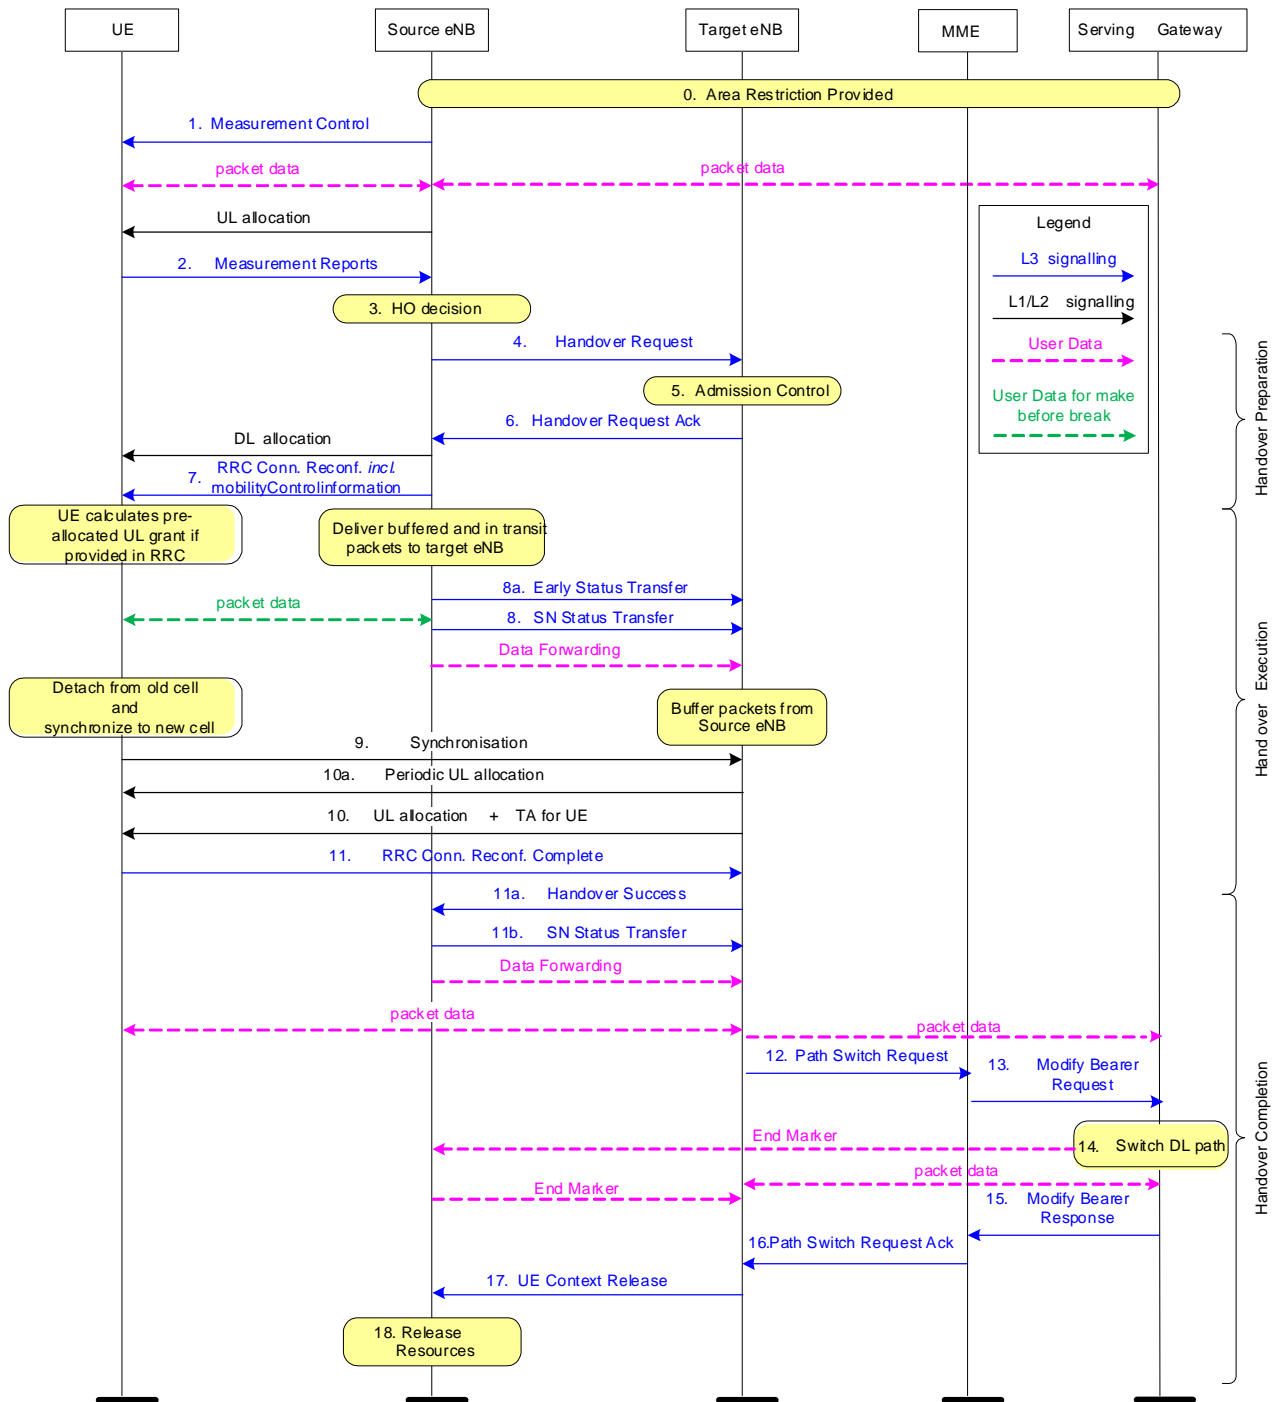 UE
Source eNB
Target eNB
MME
Serving Gateway
0. Area Restriction Provided
1. Measurement Control
packet data
packet data
UL allocation
Legend
L3 signalling
L1/L2 signalling
User Data
User Data for make
before break
2. Measurement Reports
3. HO decision
4. Handover Request
5. Admission Control
6. Handover Request Ack
DL allocation
7. RRC Conn. Reconf. incl.
mobilityControlinformation
Handover Preparation
UE calculates pre-
allocated UL grant if
provided in RRC
Deliver buffered and in transit
packets to target eNB
8a. Early Status Transfer
packet data
8. SN Status Transfer
Data Forwarding
Detach from old cell
and
synchronize to new cell
Buffer packets from
Source eNB
9. Synchronisation
10a. Periodic UL allocation
10. UL allocation + TA for UE
11. RRC Conn. Reconf. Complete
Hand over Execution
11a. Handover Success
11b. SN Status Transfer
Data Forwarding
packet data
packet data
12. Path Switch Request
13. Modify Bearer
Request
End Marker
14. Switch DL path
packet data
End Marker
15. Modify Bearer
Response
16.Path Switch Request Ack
17. UE Context Release
18. Release
Resources
Handover Completion